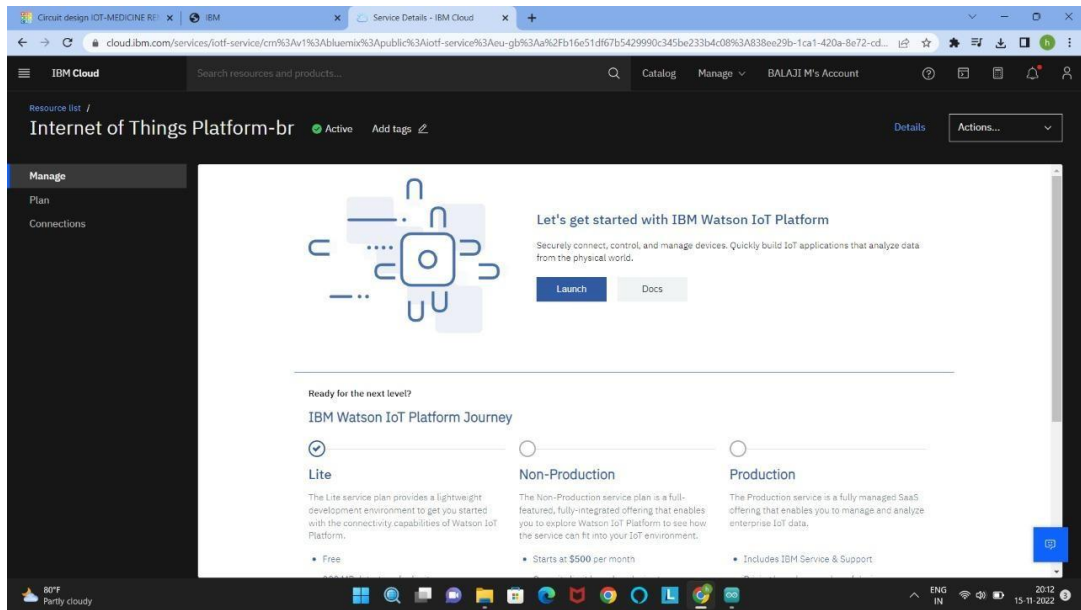 Circuit design IOT-MEDICINE RE
IBM
Service Details - IBM Cloud
cloud.ibm.com/services/iotf-service/crn%3Av1%3Abluemix%3Apublic%3Aiotf-service%3Aeu-gb%3Aa%2Fb16e51df67b5429990c345be233b4c08%3A838ee29b-1ca1-420a-8e72-cd...
h
IBM Cloud
Search resources and products...
Catalog
Manage
BALAJI M's Account
Resource list /
Internet of Things Platform-br
Active
Add tags
Details
Actions...
Manage
Plan
Connections
Let's get started with IBM Watson IoT Platform
Securely connect, control, and manage devices. Quickly build IoT applications that analyze data
from the physical world.
Launch
Docs
Ready for the next level?
IBM Watson IoT Platform Journey
Lite
The Lite service plan provides a lightweight
development environment to get you started
with the connectivity capabilities of Watson IoT
Platform.
• Free
Non-Production
The Non-Production service plan is a full-
featured, fully-integrated offering that enables
you to explore Watson IoT Platform to see how
the service can fit into your IoT environment.
• Starts at $500 per month
Production
The Production service is a fully managed SaaS
offering that enables you to manage and analyze
enterprise IoT data.
• Includes IBM Service & Support
80°F
Partly cloudy
L
ENG
IN
20:12
15-11-2022
3